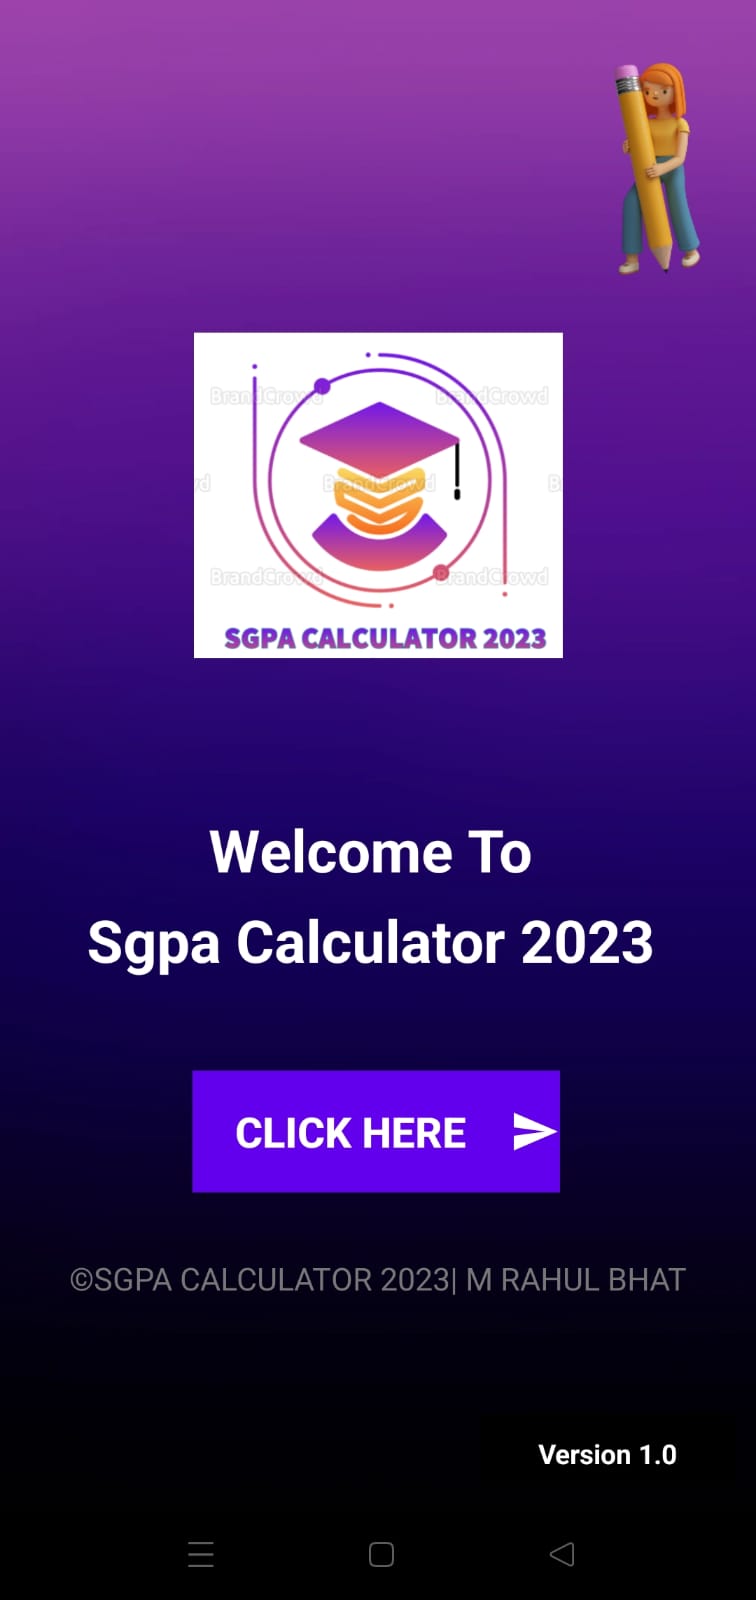 BrandCrowd BrandCrowd
vd BrandCrowd B
BrandCrowd BrandCrowd
SGPA CALCULATOR 2023
Welcome To
Sgpa Calculator 2023
CLICK HERE
©SGPA CALCULATOR 2023| M RAHUL BHAT
Version 1.0